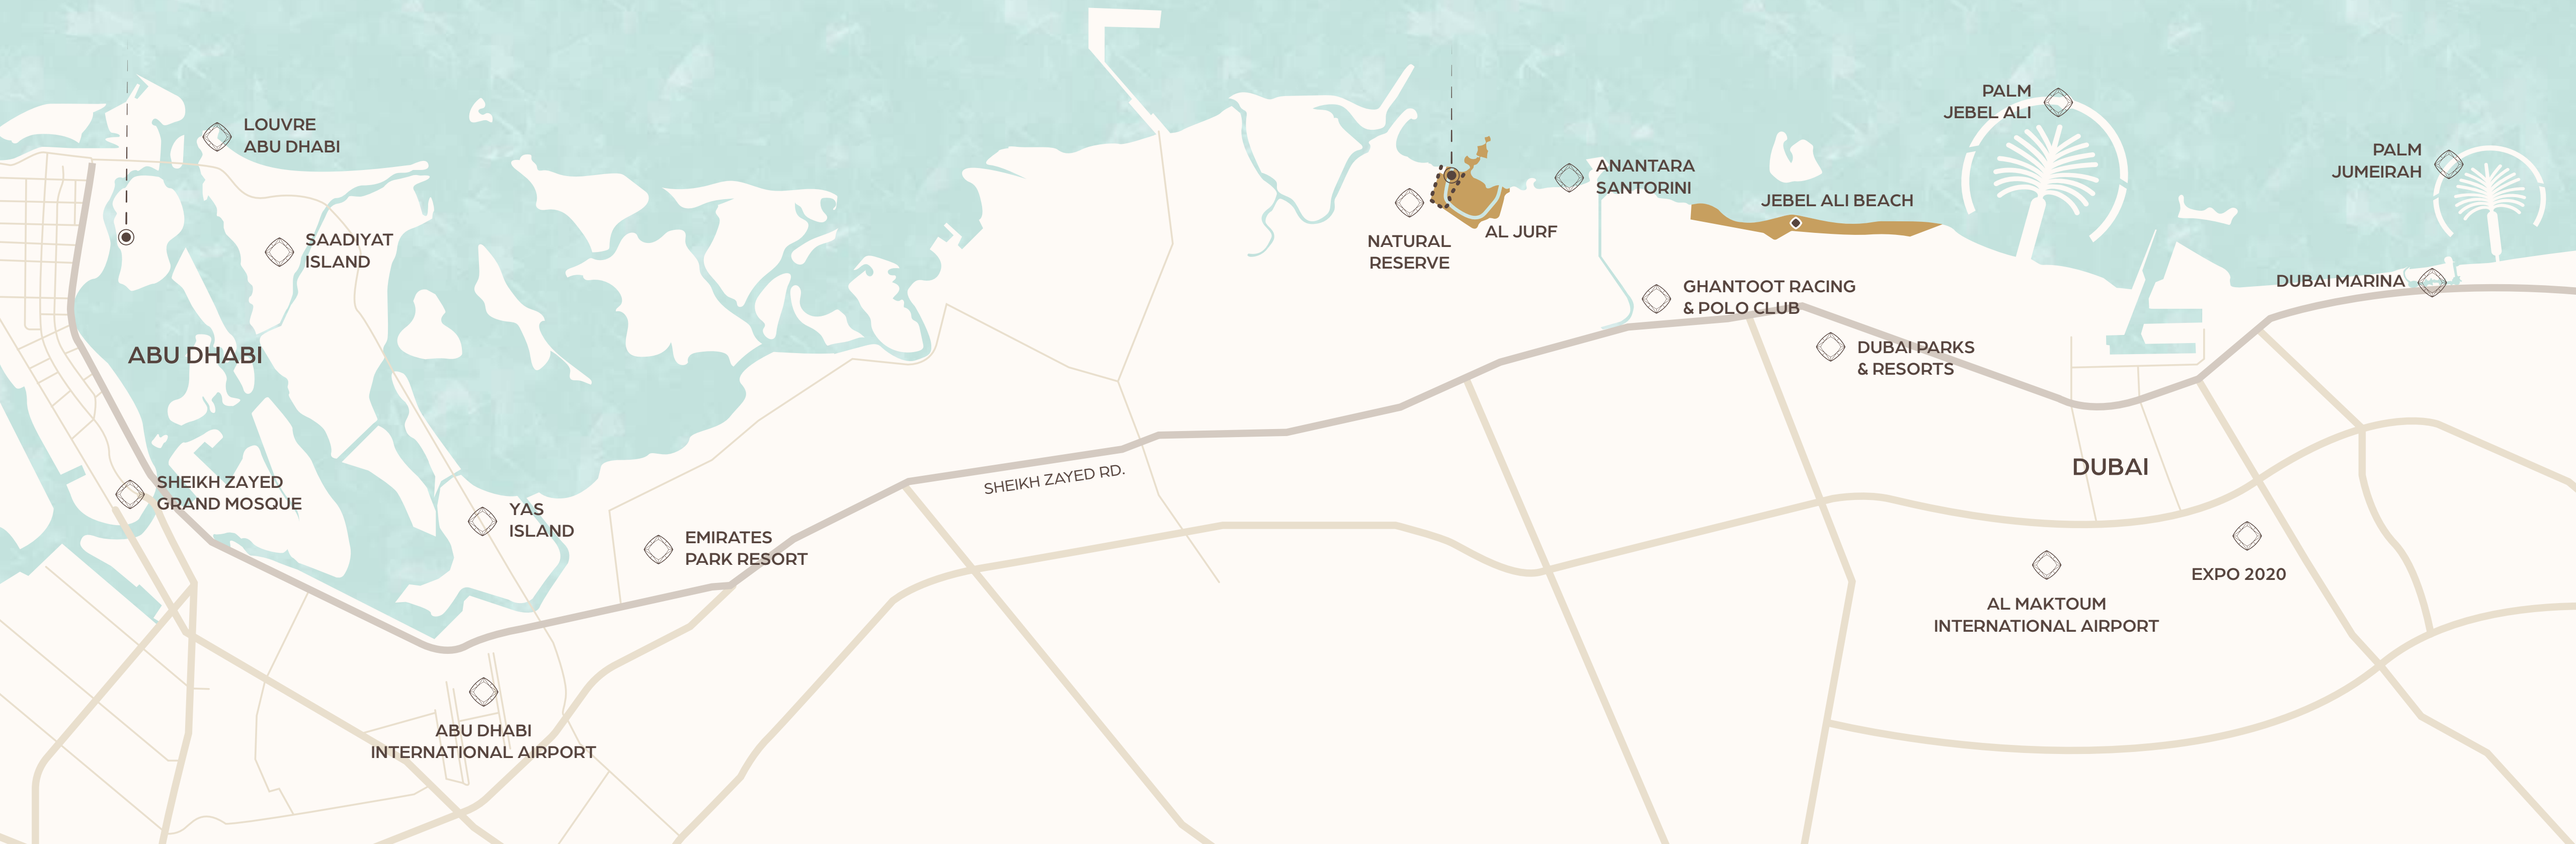 LOUVRE
ABU DHABI
SAADIYAT
ISLAND
ABU DHABI
SHEIKH ZAYED
GRAND MOSQUE
YAS
ISLAND
EMIRATES
PARK RESORT
ABU DHABI
INTERNATIONAL AIRPORT
SHEIKH ZAYED RD.
NATURAL
RESERVE
AL JURF
ANANTARA
SANTORINI
JEBEL ALI BEACH
GHANTOOT RACING
& POLO CLUB
DUBAI PARKS
& RESORTS
PALM
JEBEL ALI
PALM
JUMEIRAH
DUBAI MARINA
DUBAI
EXPO 2020
AL MAKTOUM
INTERNATIONAL AIRPORT